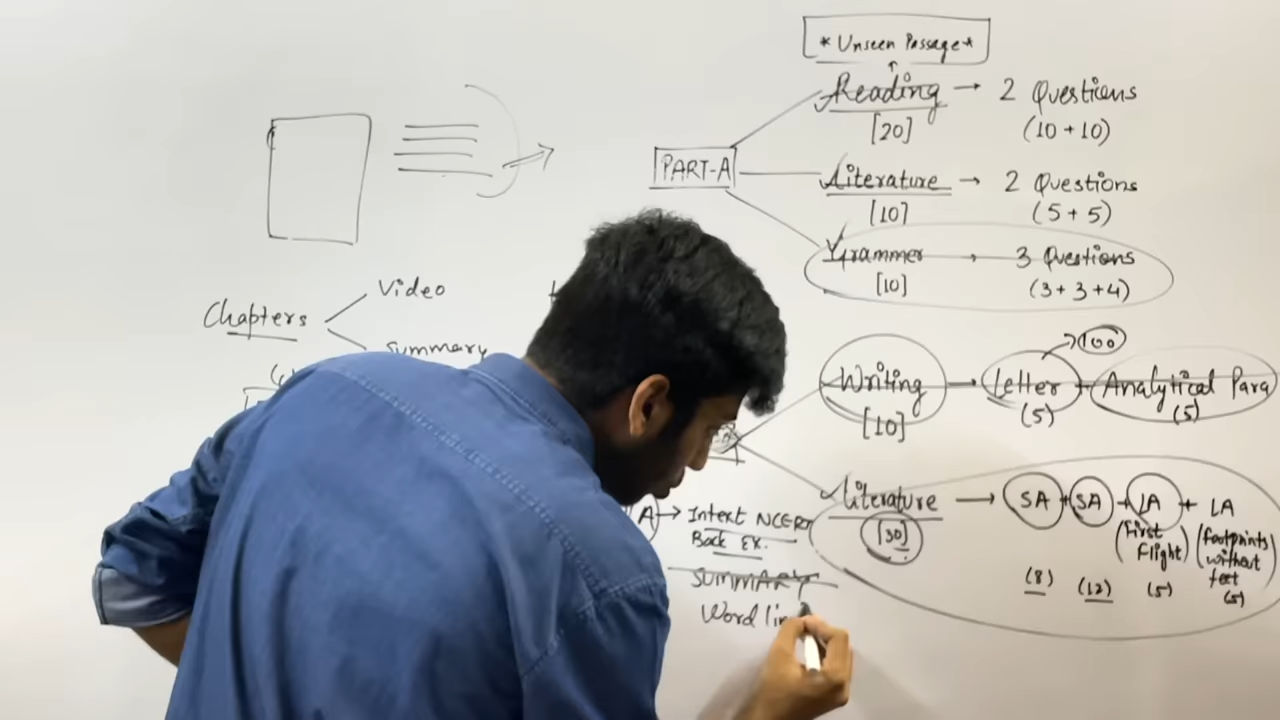 * Unseen Passage *
Reading → 2 Questions
[20] (10 + 10)
PART-A
Literature → 2 Questions
[10] (5 + 5)
Grammer → 3 Questions
[10] (3 + 3 + 4)
Chapters
Video
Summary
Writing → Letter + Analytical Para
100
[10] (5) (5)
Literature → SA + SA + LA + LA
[30] (First Flight) (footprints without feet
(8) (12) (5) (5)
A → Intext NCERT
Back Ex.
SUMMARY
Word